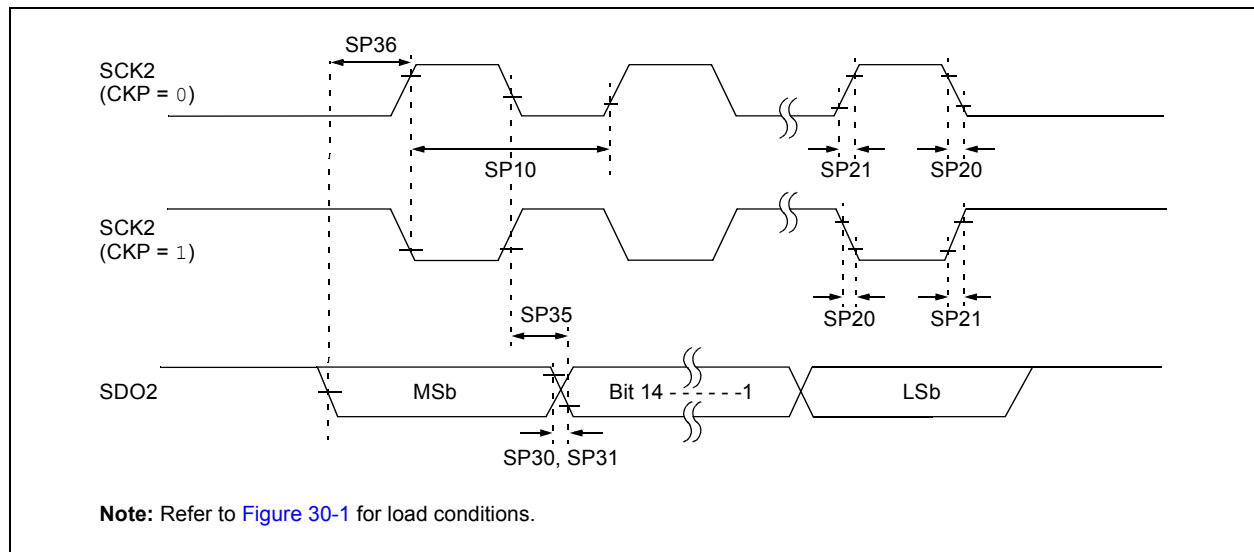 SP36
SCK2
(CKP = 0)
SP10
SP21
SP20
SCK2
(CKP = 1)
SP35
SP20
SP21
SDO2
MSb
Bit 14 - - - - - -1
LSb
SP30, SP31
Note: Refer to Figure 30-1 for load conditions.